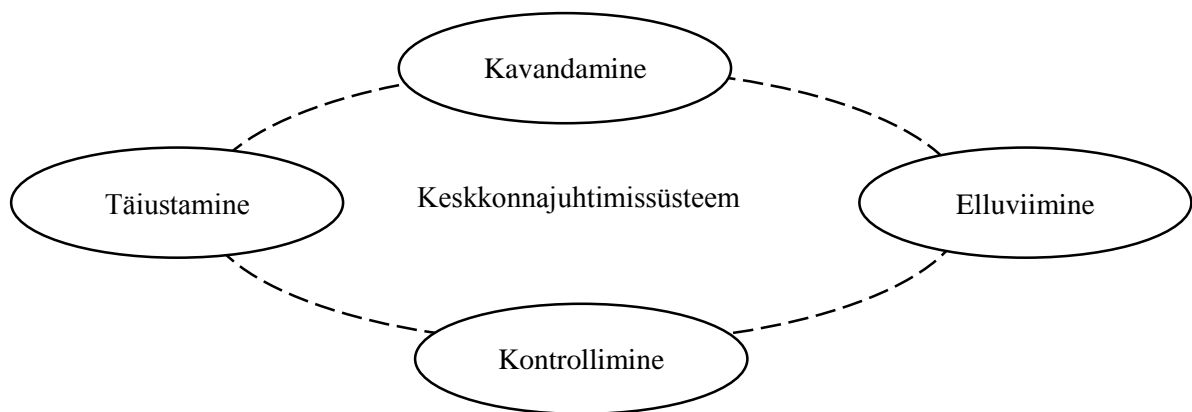 Kavandamine
Täiustamine
Keskkonnajuhtimissüsteem
Elluviimine
Kontrollimine